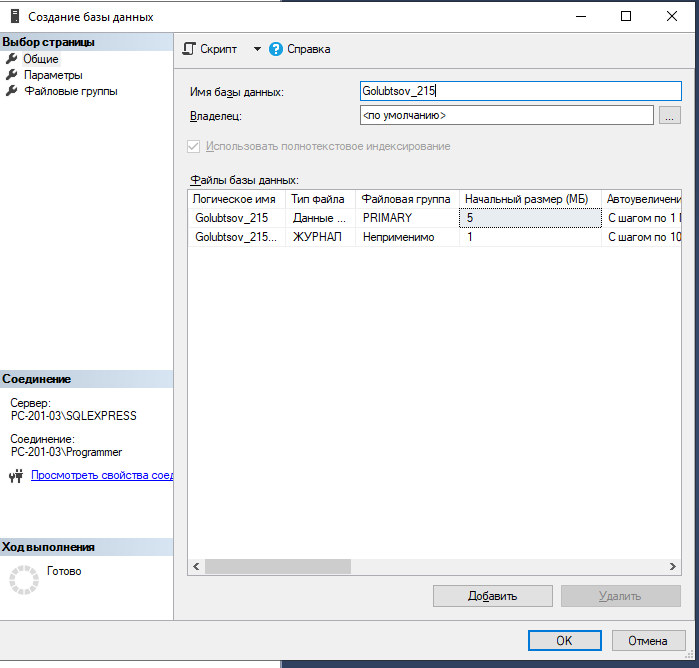 Создание базы данных
Выбор страницы
Общие
Параметры
Файловые группы
Скрипт
Справка
Имя базы данных:
Golubtsov_215
Владелец:
<по умолчанию>
...
Использовать полнотекстовое индексирование
Файлы базы данных:
Логическое имя Тип файла Файловая группа Начальный размер (МБ) Автоувеличени
Golubtsov_215 Данные ... PRIMARY 5 С шагом по 1
Golubtsov_215... ЖУРНАЛ Неприменимо 1 С шагом по 10
Соединение
Сервер:
PC-201-03\SQLEXPRESS
Соединение:
PC-201-03\Programmer
Просмотреть свойства соед
Ход выполнения
Готово
Добавить
Удалить
OK
Отмена